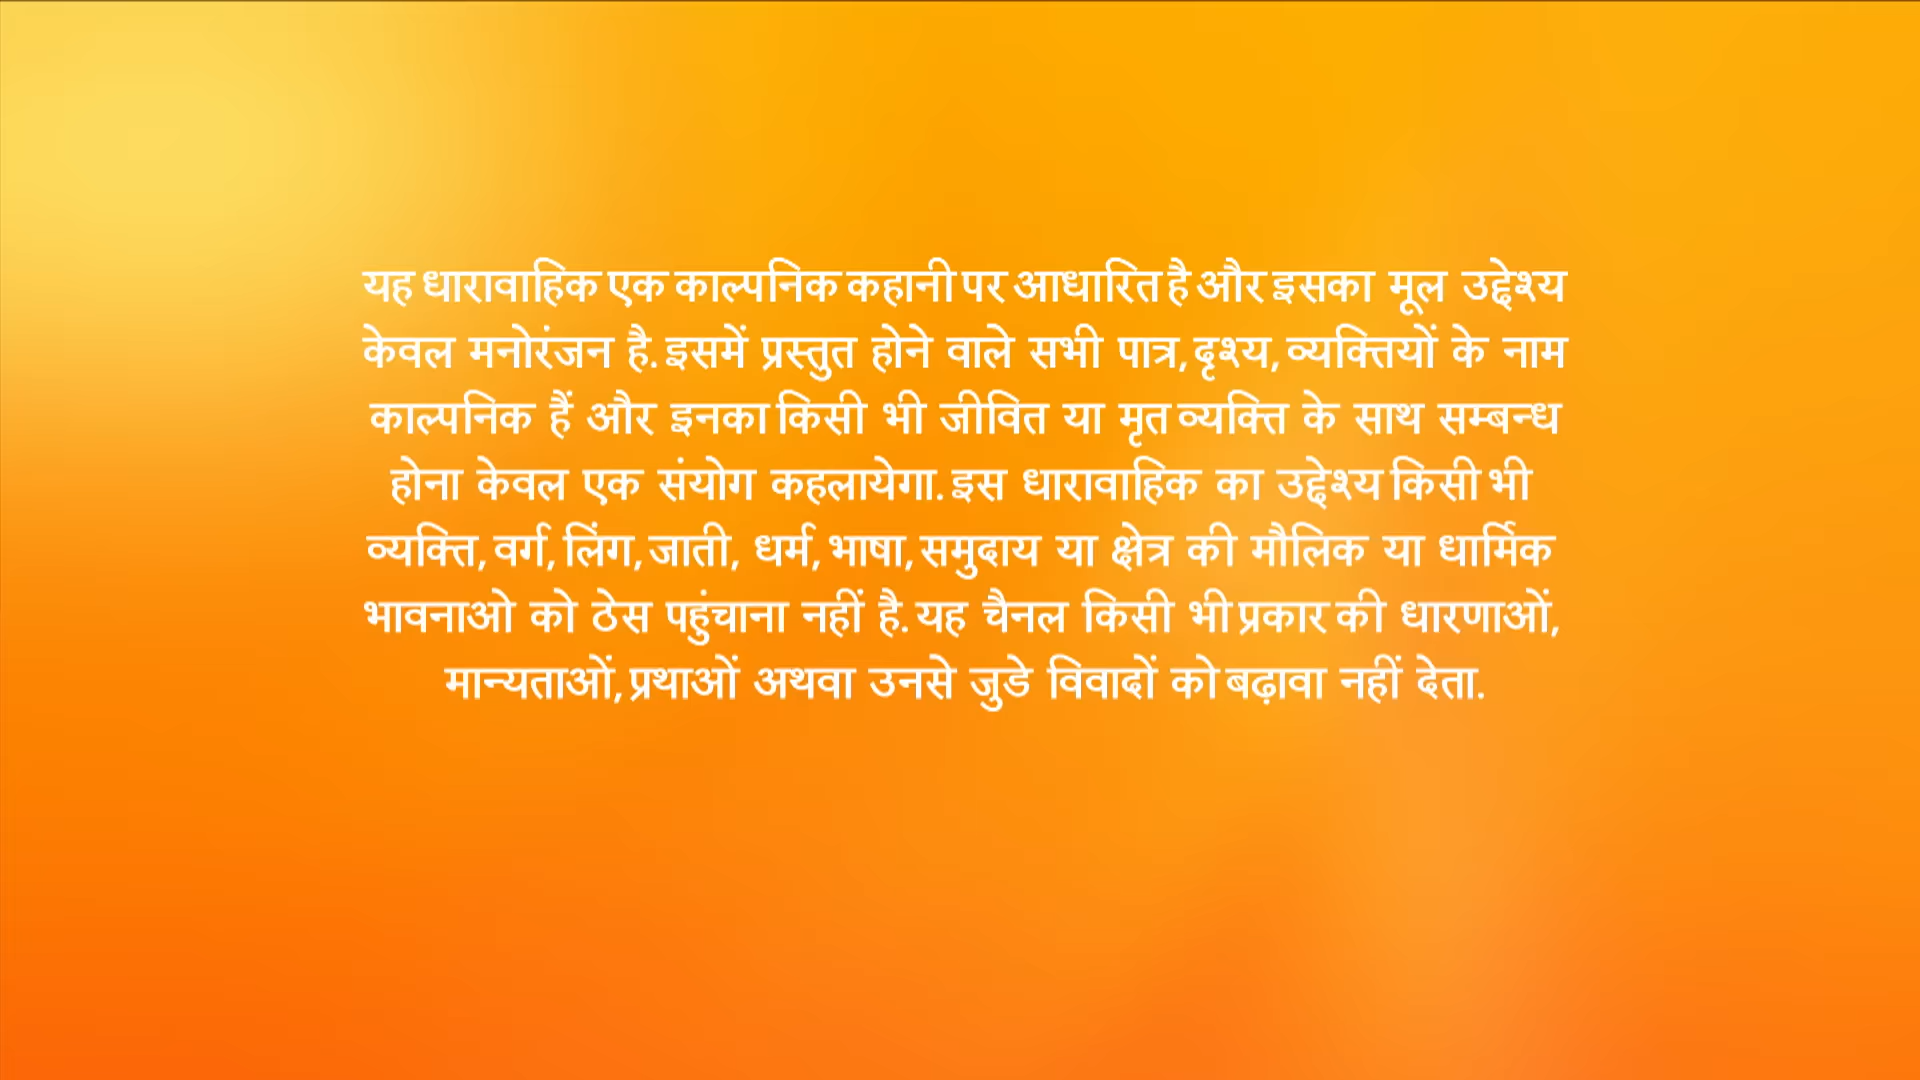 यह धारावाहिक एक काल्पनिक कहानी पर आधारित है और इसका मूल उद्देश्य
केवल मनोरंजन है. इसमें प्रस्तुत होने वाले सभी पात्र, दृश्य, व्यक्तियों के नाम
काल्पनिक हैं और इनका किसी भी जीवित या मृत व्यक्ति के साथ सम्बन्ध
होना केवल एक संयोग कहलायेगा. इस धारावाहिक का उद्देश्य किसी भी
व्यक्ति, वर्ग, लिंग, जाती, धर्म, भाषा, समुदाय या क्षेत्र की मौलिक या धार्मिक
भावनाओ को ठेस पहुंचाना नहीं है. यह चैनल किसी भी प्रकार की धारणाओं,
मान्यताओं, प्रथाओं अथवा उनसे जुडे विवादों को बढ़ावा नहीं देता.